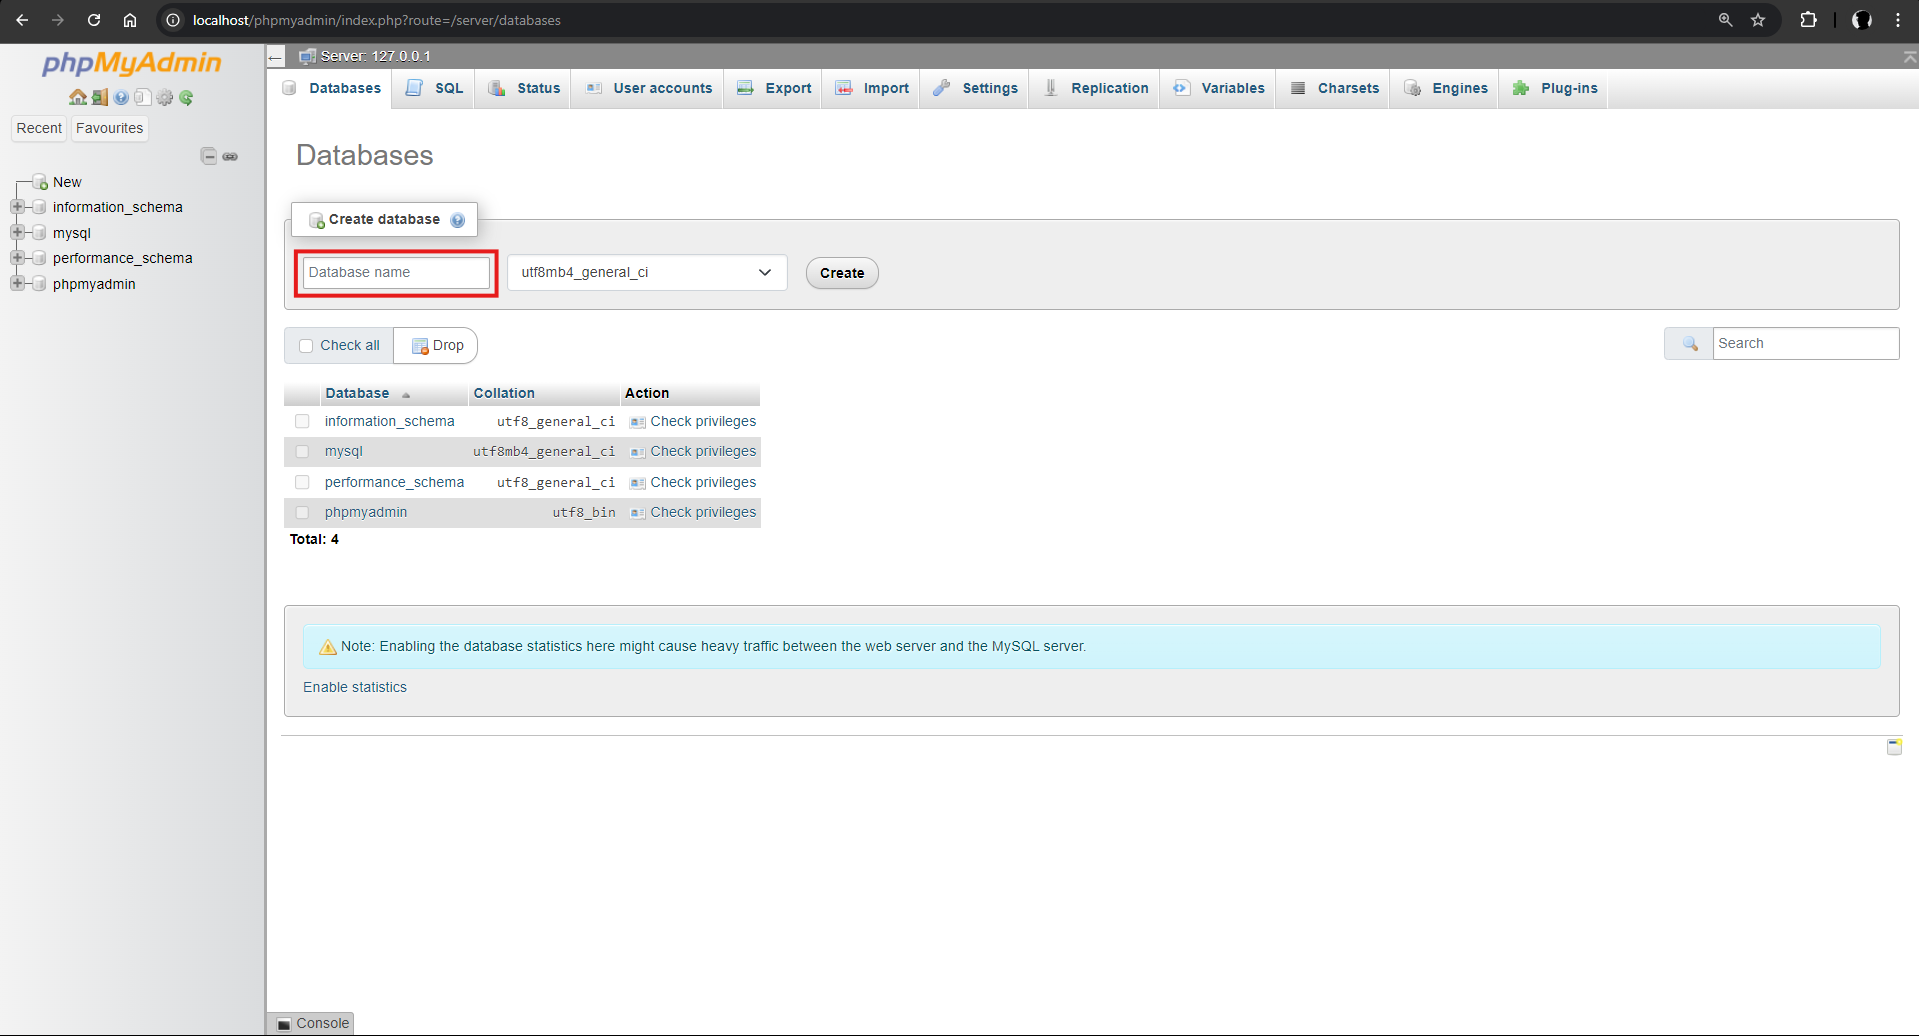 localhost/phpmyadmin/index.php?route=/server/databases
phpMyAdmin
Recent Favourites
New
information_schema
mysql
performance_schema
phpmyadmin
Server: 127.0.0.1
Databases SQL Status User accounts Export Import Settings Replication Variables Charsets Engines Plug-ins
Databases
Create database
Database name utf8mb4_general_ci Create
Check all Drop Search
Database Collation Action
information_schema utf8_general_ci Check privileges
mysql utf8mb4_general_ci Check privileges
performance_schema utf8_general_ci Check privileges
phpmyadmin utf8_bin Check privileges
Total: 4
Note: Enabling the database statistics here might cause heavy traffic between the web server and the MySQL server.
Enable statistics
Console